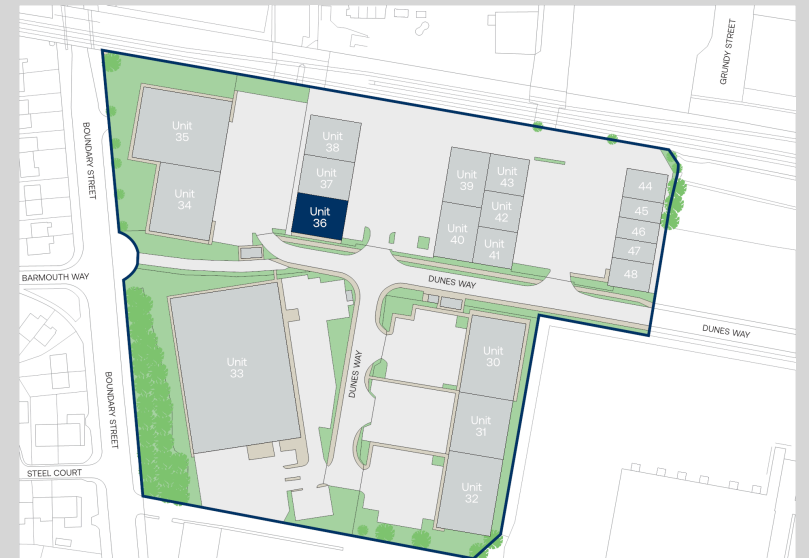 GRUNDY STREET
BOUNDARY STREET
Unit
35
Unit
38
Unit
37
Unit
36
Unit
34
Unit
39
Unit
43
Unit
42
Unit
40
Unit
41
44
45
46
47
48
BARMOUTH WAY
DUNES WAY
DUNES WAY
Unit
33
DUNES WAY
Unit
30
Unit
31
Unit
32
BOUNDARY STREET
STEEL COURT